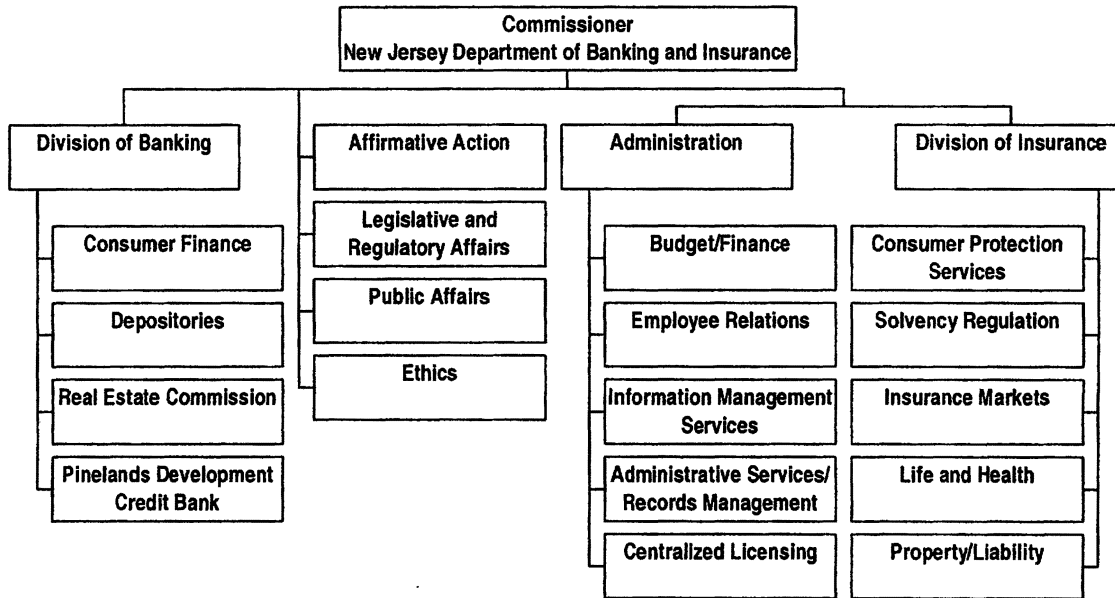 Commissioner
New Jersey Department of Banking and Insurance
Division of Banking
Affirmative Action
Administration
Division of Insurance
Consumer Finance
Depositories
Real Estate Commission
Pinelands Development
Credit Bank
Legislative and
Regulatory Affairs
Public Affairs
Ethics
Budget/Finance
Employee Relations
Information Management
Services
Administrative Services/
Records Management
Centralized Licensing
Consumer Protection
Services
Solvency Regulation
Insurance Markets
Life and Health
Property/Liability